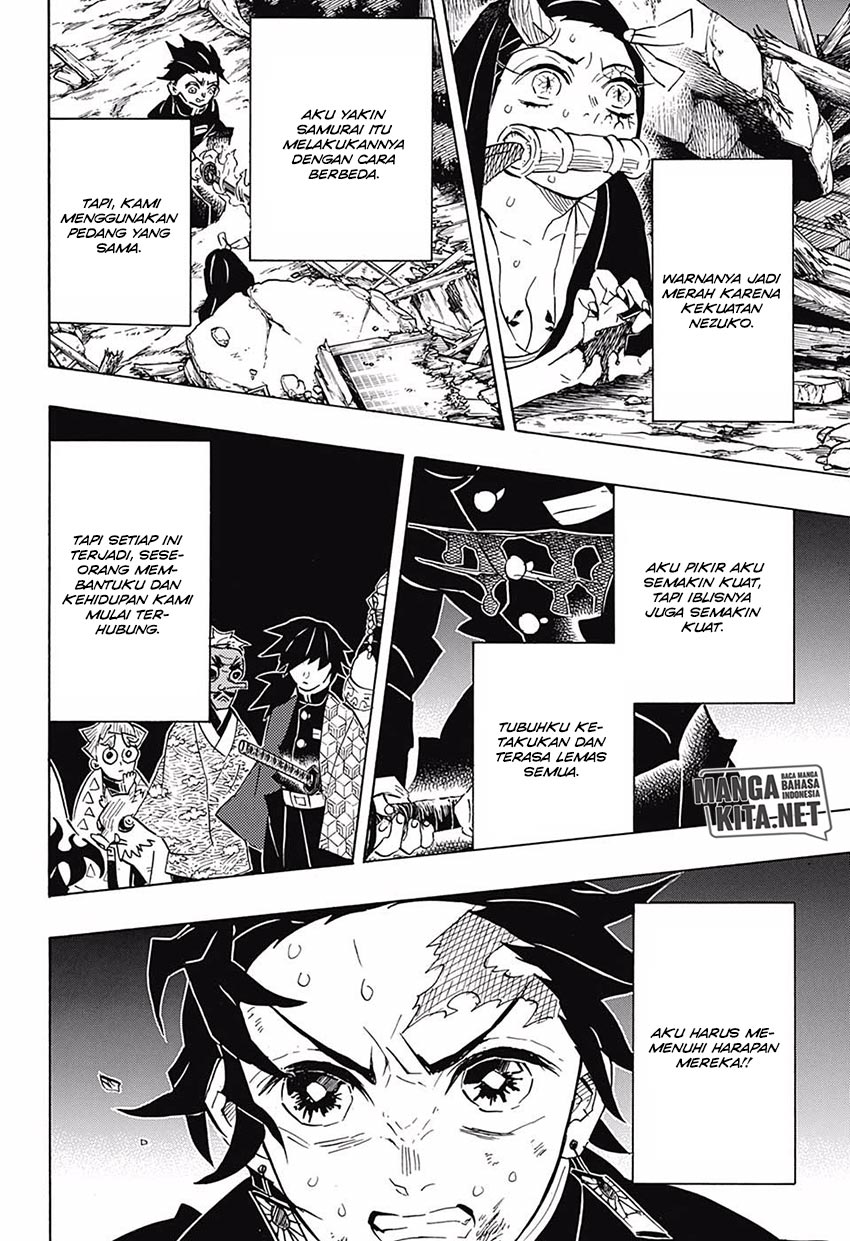 WARNANYA JADI
MERAH KARENA
KEKUATAN
NEZUKO.
AKU YAKIN
SAMURAI ITU
MELAKUKANNYA
DENGAN CARA
BERBEDA.
TAPI, KAMI
MENGGUNAKAN
PEDANG YANG
SAMA.
AKU PIKIR AKU
SEMAKIN KUAT,
TAPI IBLISNYA
JUGA SEMAKIN
KUAT.
TUBUHKU KE-
TAKUKAN DAN
TERASA LEMAS
SEMUA.
TAPI SETIAP INI
TERJADI, SESE-
ORANG MEM-
BANTUKU DAN
KEHIDUPAN KAMI
MULAI TER-
HUBUNG.
MANGA
BACA MANGA
BAHASA
INDONESIA
KITA.NET
AKU HARUS ME-
MENUHI HARAPAN
MEREKA!!